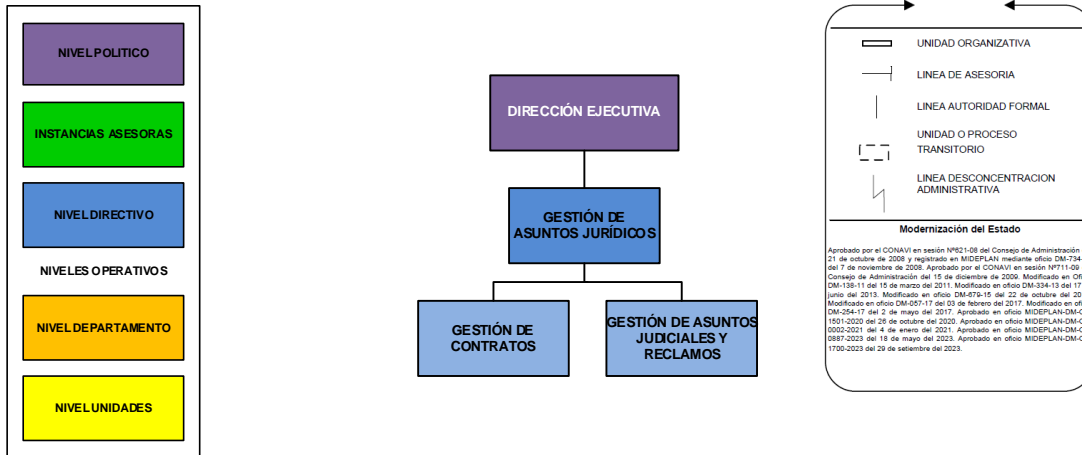 NIVEL POLITICO
INSTANCIAS ASESORAS
NIVEL DIRECTIVO
NIVELES OPERATIVOS
NIVEL DEPARTAMENTO
NIVEL UNIDADES
DIRECCIÓN EJECUTIVA
GESTIÓN DE
ASUNTOS JURÍDICOS
GESTIÓN DE
CONTRATOS
GESTIÓN DE ASUNTOS
JUDICIALES Y
RECLAMOS
UNIDAD ORGANIZATIVA
LINEA DE ASESORIA
LINEA AUTORIDAD FORMAL
UNIDAD O PROCESO
TRANSITORIO
LINEA DESCONCENTRACION
ADMINISTRATIVA
Modernización del Estado
Aprobado por el CONAVI en sesión Nº621-08 del Consejo de Administración
21 de octubre de 2008 y registrado en MIDEPLAN mediante oficio DM-734-
del 7 de noviembre de 2008. Aprobado por el CONAVI en sesión Nº711-09
Consejo de Administración del 15 de diciembre de 2009. Modificado en Ofi
DM-138-11 del 15 de marzo del 2011. Modificado en oficio DM-334-13 del 17
junio del 2013. Modificado en oficio DM-679-15 del 22 de octubre del 20
Modificado en oficio DM-057-17 del 03 de febrero del 2017. Modificado en ofi
DM-254-17 del 2 de mayo del 2017. Aprobado en oficio MIDEPLAN-DM-O
1501-2020 del 26 de octubre del 2020. Aprobado en oficio MIDEPLAN-DM-O
0002-2021 del 4 de enero del 2021. Aprobado en oficio MIDEPLAN-DM-O
0887-2023 del 18 de mayo del 2023. Aprobado en oficio MIDEPLAN-DM-O
1700-2023 del 29 de setiembre del 2023.